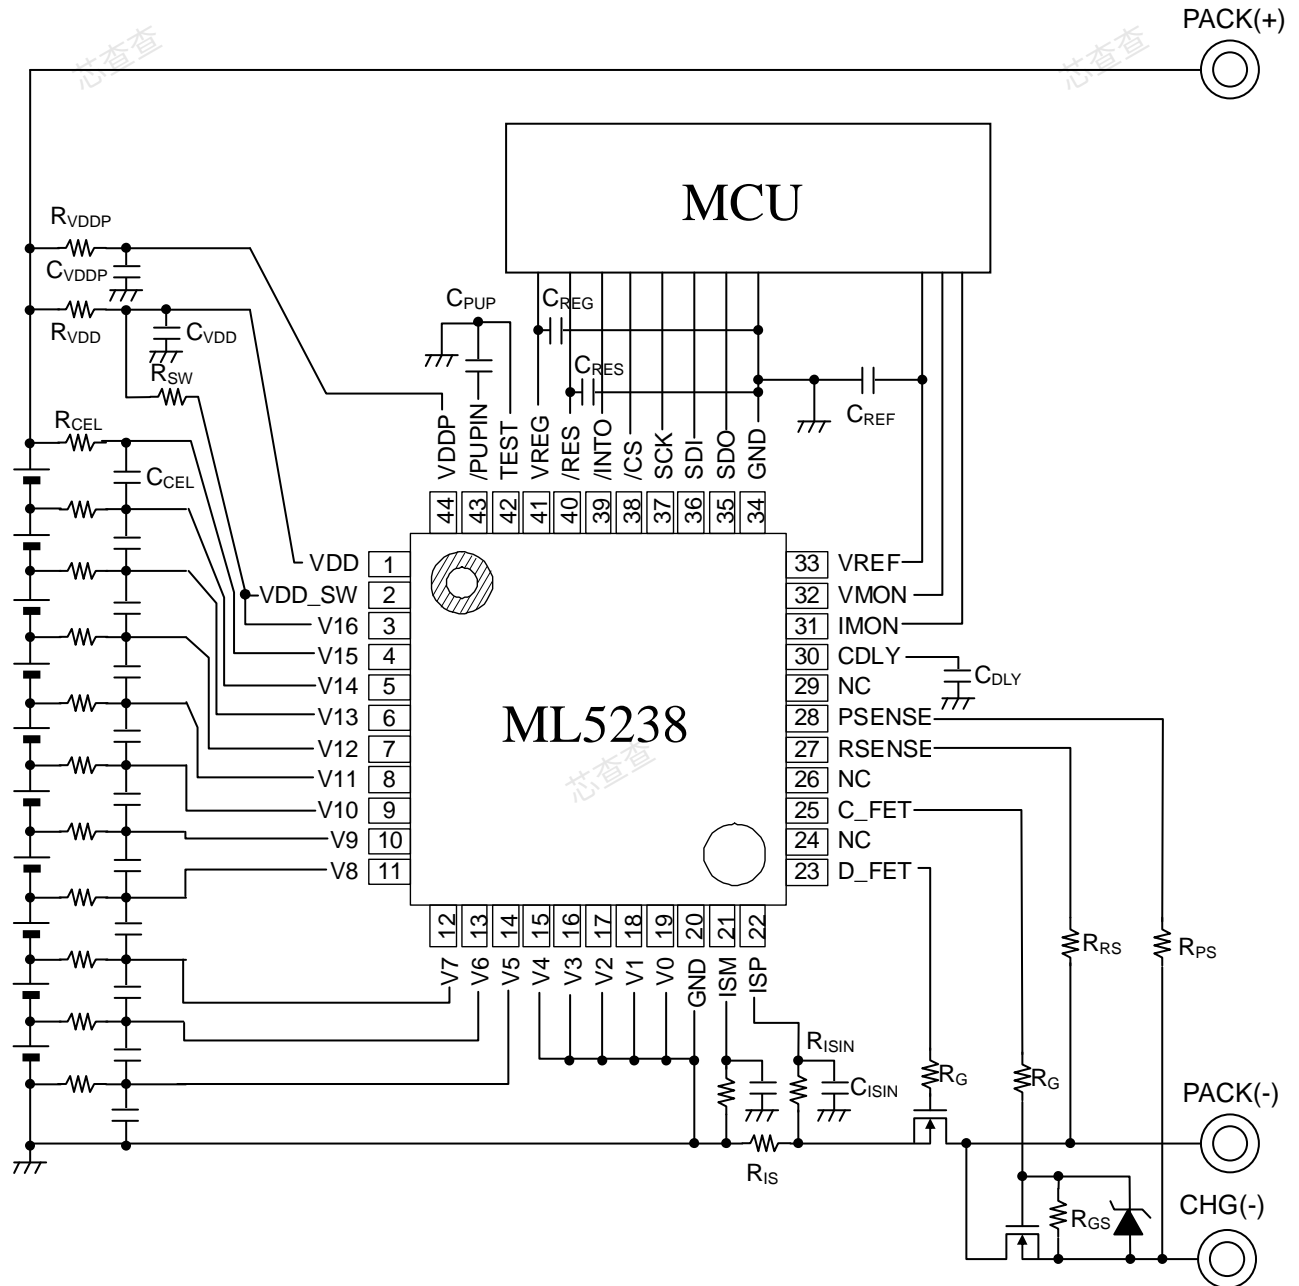 PACK(+)
芯查查
芯查查
MCU
RVDDP
CVDDP
RVDD
CVDD
RSW
RCEL
CCEL
CPUP
CREG
CRES
CREF
VDDP
/PUPIN
TEST
VREG
/RES
/INTO
/CS
SCK
SDI
SDO
GND
44
43
42
41
40
39
38
37
36
35
34
VDD 1
VDD_SW 2
V16 3
V15 4
V14 5
V13 6
V12 7
V11 8
V10 9
V9 10
V8 11
ML5238
芯查查
33 VREF
32 VMON
31 IMON
30 CDLY
CDLY
29 NC
28 PSENSE
27 RSENSE
26 NC
25 C_FET
24 NC
23 D_FET
12
13
14
15
16
17
18
19
20
21
22
V7
V6
V5
V4
V3
V2
V1
V0
GND
ISM
ISP
RRS
RPS
RISIN
CISIN
RG
RG
RIS
PACK(-)
RGS
CHG(-)